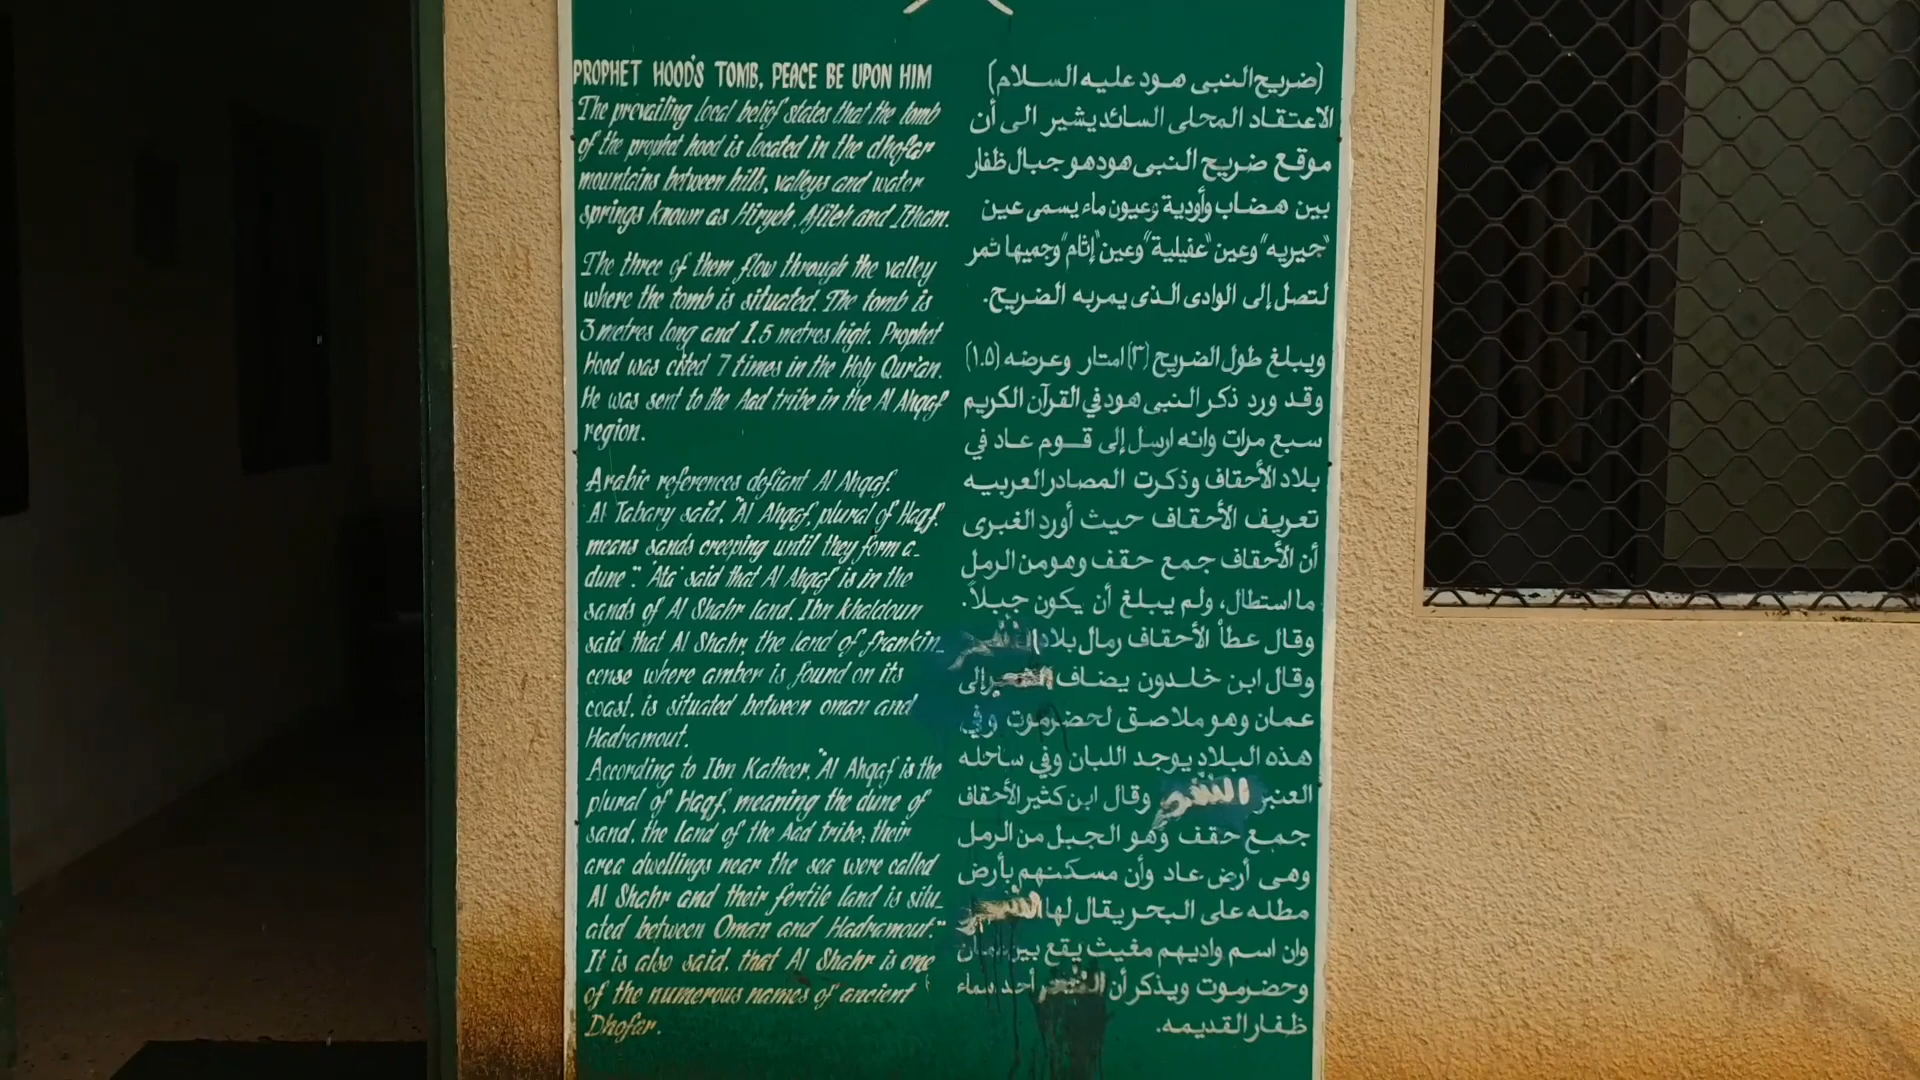 PROPHET HOOD'S TOMB, PEACE BE UPON HIM
The prevailing local belief states that the tomb
of the prophet hood is located in the dhofar
mountains between hills, valleys and water
springs known as Hiryeh, Afileh and Itham.
The three of them flow through the valley
where the tomb is situated. The tomb is
3 metres long and 1.5 metres high. Prophet
Hood was cited 7 times in the Holy Qur'an.
He was sent to the Aad tribe in the Al Ahqaf
region.
Arabic references defiant Al Ahqaf.
Al Tabary said, "Al Ahqaf, plural of Haqf,
means sands creeping until they form a-
dune". 'Ata' said that Al Ahqaf is in the
sands of Al Shahr land. Ibn khaldoun
said that Al Shahr, the land of frankin-
cense where amber is found on its
coast, is situated between oman and
Hadramout.
According to Ibn Katheer, "Al Ahqaf is the
plural of Haqf, meaning the dune of
sand, the land of the Aad tribe; their
area dwellings near the sea were called
Al Shahr and their fertile land is situ-
ated between Oman and Hadramout."
It is also said, that Al Shahr is one
of the numerous names of ancient
Dhofar.
(ضريح النبى هود عليه السلام)
الاعتقاد المحلى السائد يشير الى أن
موقع ضريح النبى هود هو جبال ظفار
بين هضاب وأودية وعيون ماء يسمى عين
"جيريه" وعين "عفيلية" وعين "إثام" وجميها تمر
لتصل إلى الوادى الذى يمر به الضريح.
ويبلغ طول الضريح (٣) امتار وعرضه (١.٥)
وقد ورد ذكر النبى هود في القرآن الكريم
سبع مرات وانه ارسل إلى قوم عاد في
بلاد الأحقاف وذكرت المصادر العربيه
تعريف الأحقاف حيث أورد الغبرى
أن الأحقاف جمع حقف وهو من الرمل
ما استطال، ولم يبلغ أن يكون جبلاً.
وقال عطأ الأحقاف رمال بلاد
وقال ابن خلدون يضاف إلى
عمان وهو ملاصق لحضرموت وفي
هذه البلاد يوجد اللبان وفي ساحله
العنبر وقال ابن كثير الأحقاف
جمع حقف وهو الجبل من الرمل
وهى أرض عاد وأن مسكنهم بأرض
مطله على البحر يقال لها
وان اسم واديهم مغيث يقع بين عمان
وحضرموت ويذكر أن أحد سماء
ظفار القديمه.